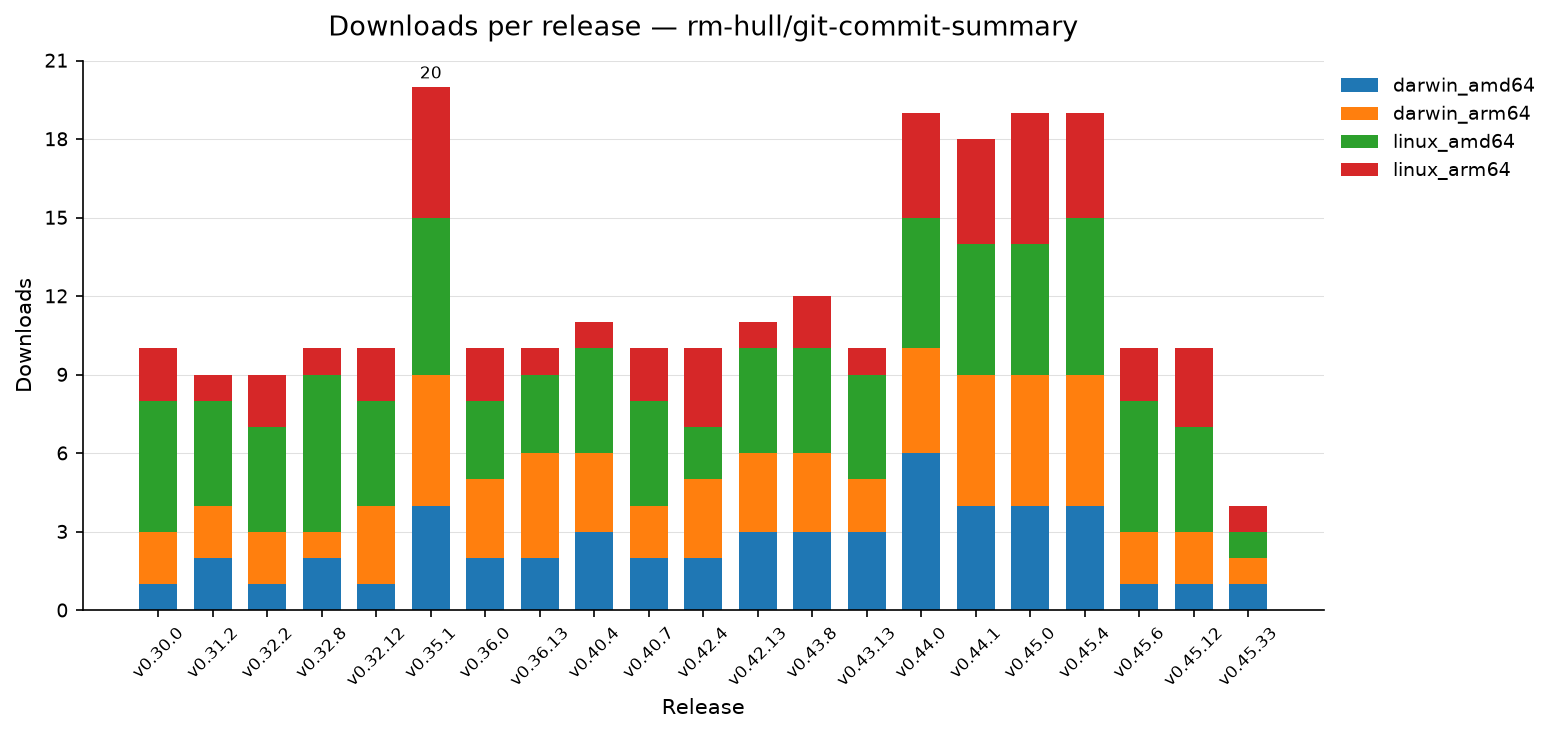 Downloads per release — rm-hull/git-commit-summary
21
18
15
12
9
6
3
0
Downloads
20
darwin_amd64
darwin_arm64
linux_amd64
linux_arm64
v0.30.0
v0.31.2
v0.32.2
v0.32.8
v0.32.12
v0.35.1
v0.36.0
v0.36.13
v0.40.4
v0.40.7
v0.42.4
v0.42.13
v0.43.8
v0.43.13
v0.44.0
v0.44.1
v0.45.0
v0.45.4
v0.45.6
v0.45.12
v0.45.33
Release